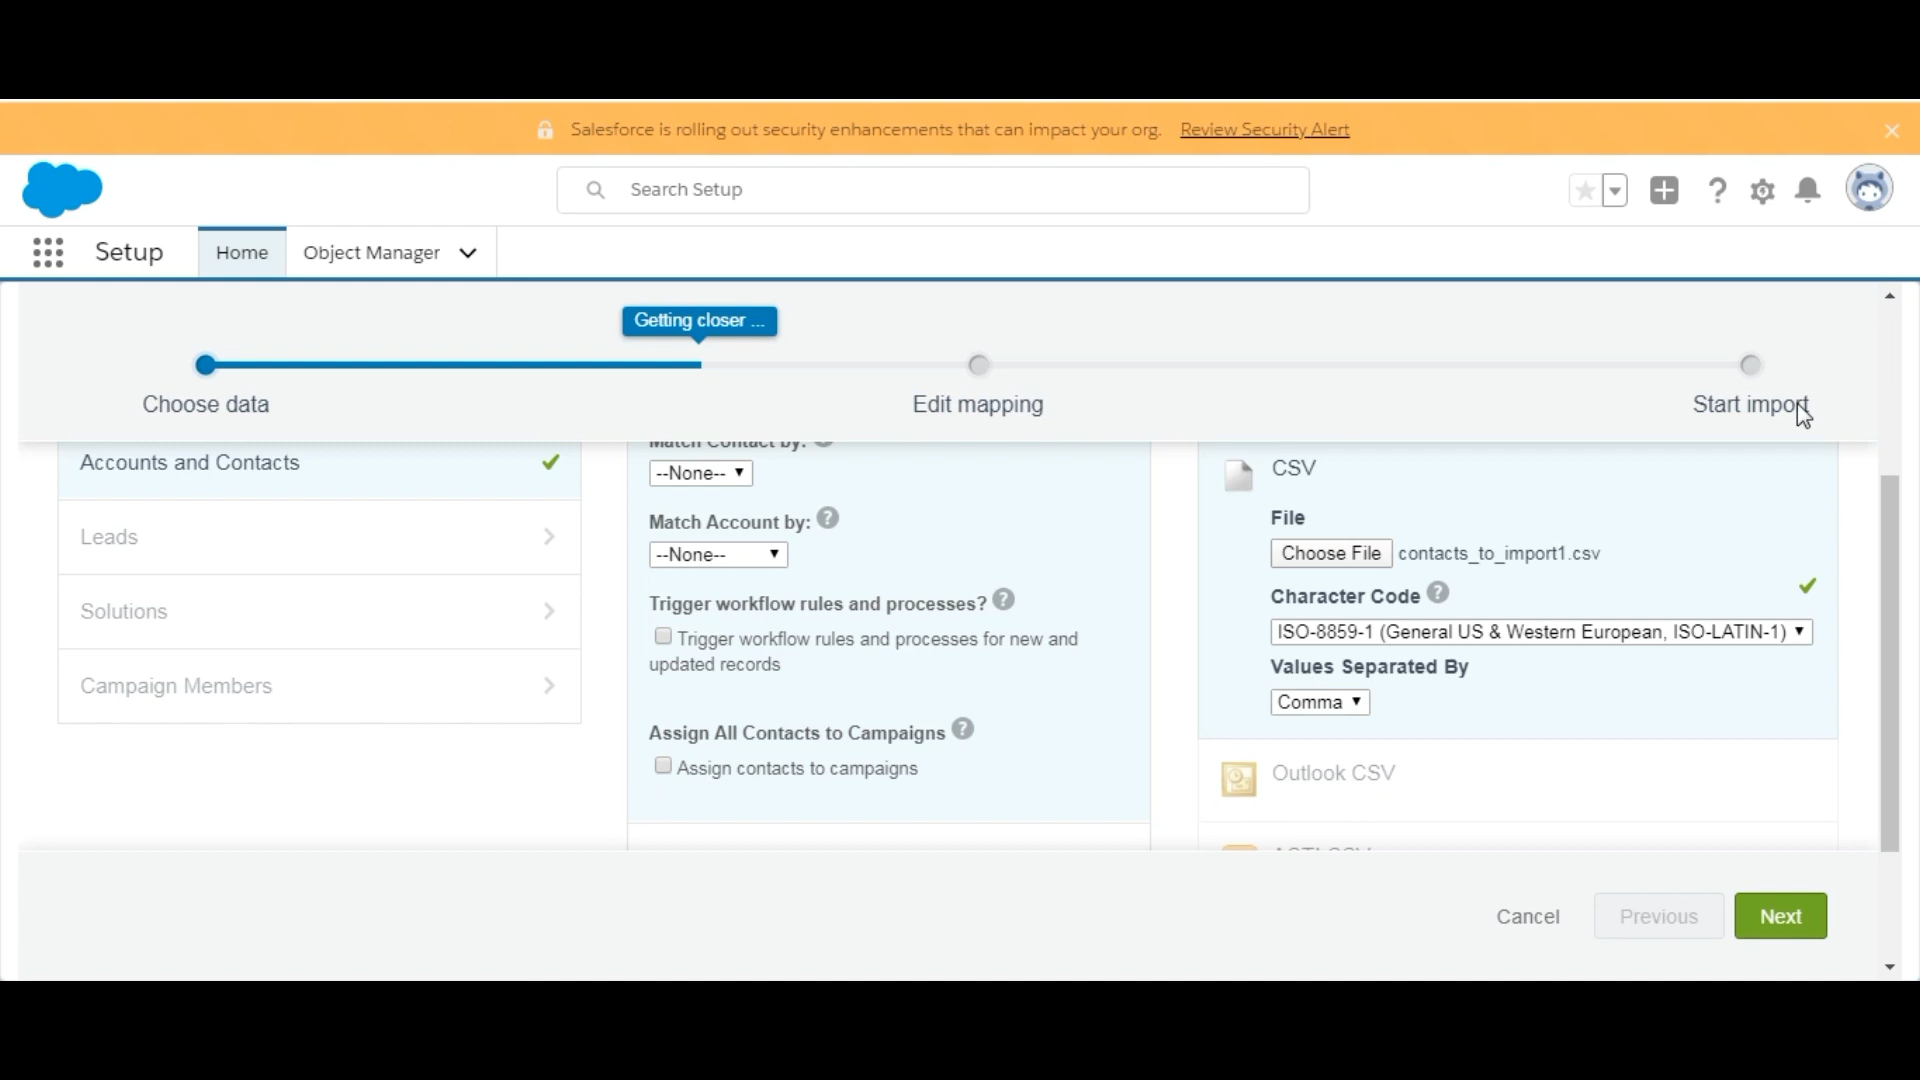 Salesforce is rolling out security enhancements that can impact your org. Review Security Alert
Search Setup
Setup
Home
Object Manager
Getting closer ...
Choose data
Edit mapping
Start import
Accounts and Contacts
Leads
Solutions
Campaign Members
Match Contact by:
--None--
Match Account by:
--None--
Trigger workflow rules and processes?
Trigger workflow rules and processes for new and
updated records
Assign All Contacts to Campaigns
Assign contacts to campaigns
CSV
File
Choose File contacts_to_import1.csv
Character Code
ISO-8859-1 (General US & Western European, ISO-LATIN-1)
Values Separated By
Comma
Outlook CSV
Cancel
Previous
Next